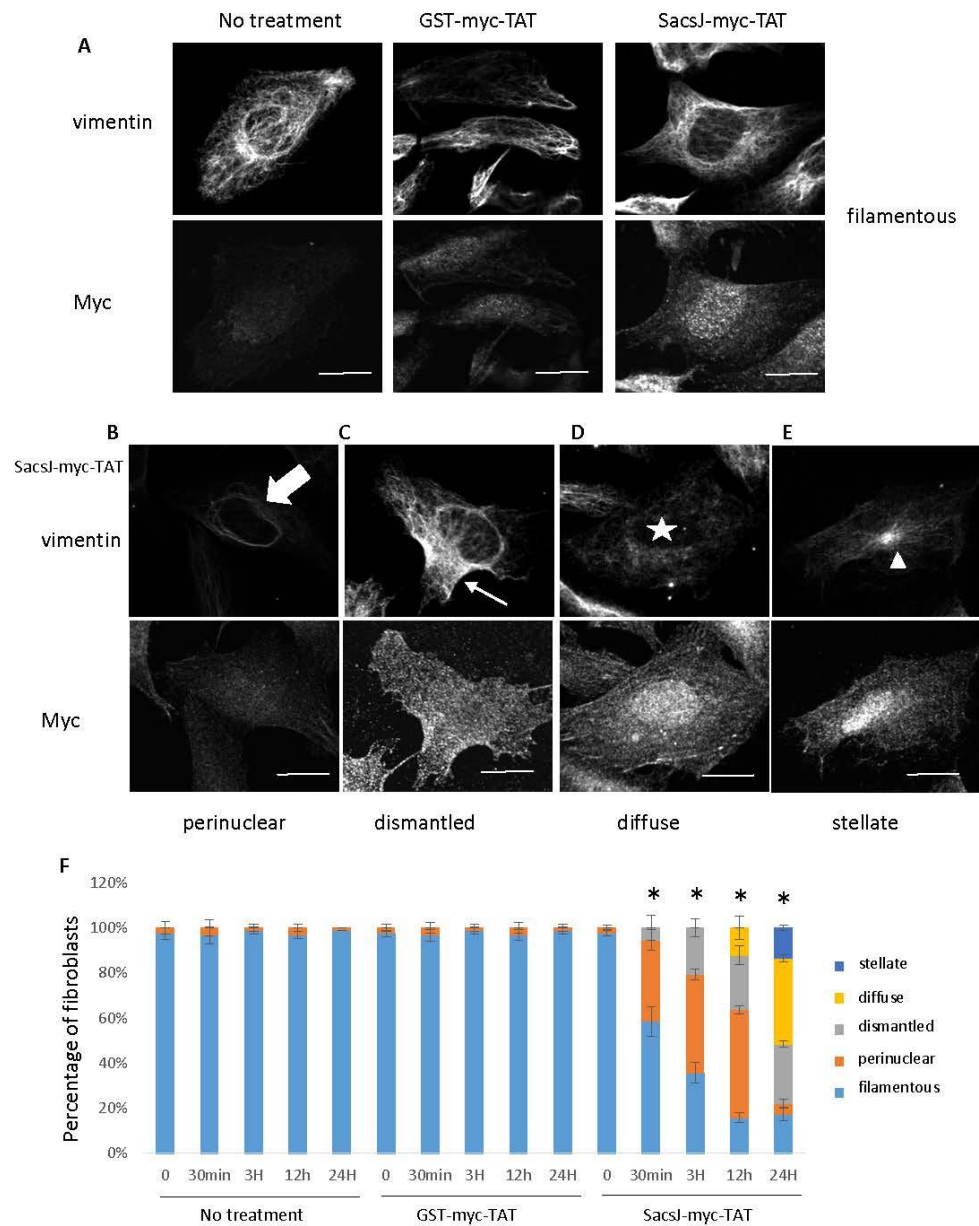 No treatment GST-myc-TAT SacsJ-myc-TAT
A
vimentin
filamentous
Myc
B C D E
SacsJ-myc-TAT
vimentin
Myc
perinuclear dismantled diffuse stellate
F
120%
100%
80%
60%
40%
20%
0%
Percentage of fibroblasts
* * * *
stellate
diffuse
dismantled
perinuclear
filamentous
0 30min 3H 12h 24H 0 30min 3H 12h 24H 0 30min 3H 12h 24H
No treatment GST-myc-TAT SacsJ-myc-TAT